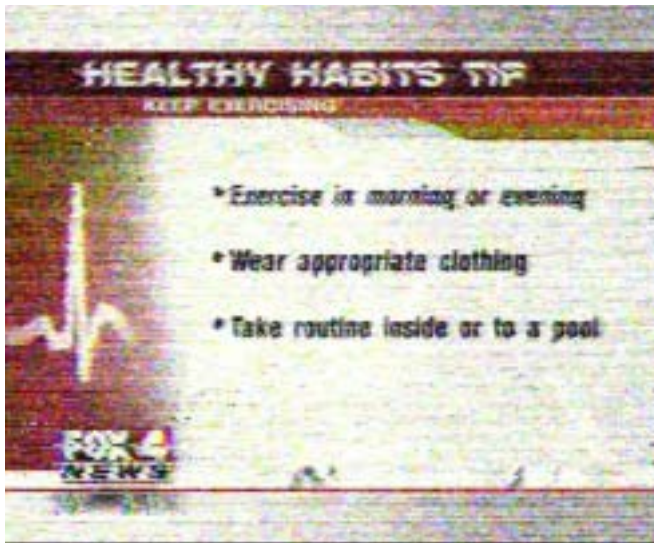 HEALTHY HABITS TIP
KEEP EXERCISING
*Exercise in morning or evening
*Wear appropriate clothing
*Take routine inside or to a pool
FOX 4
NEWS